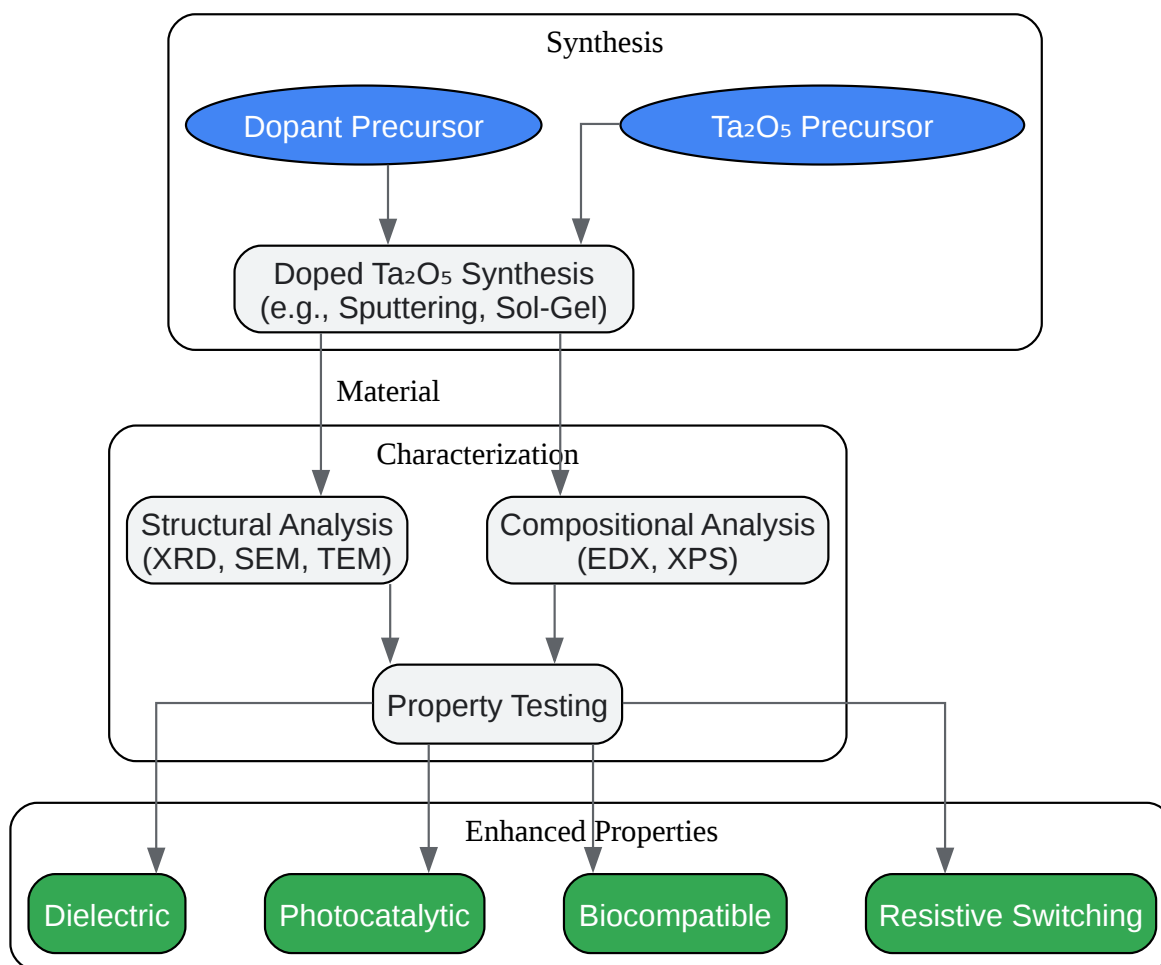 Synthesis
Dopant Precursor
Ta₂O₅ Precursor
Doped Ta₂O₅ Synthesis
(e.g., Sputtering, Sol-Gel)
Material
Characterization
Structural Analysis
(XRD, SEM, TEM)
Compositional Analysis
(EDX, XPS)
Property Testing
Enhanced Properties
Dielectric
Photocatalytic
Biocompatible
Resistive Switching